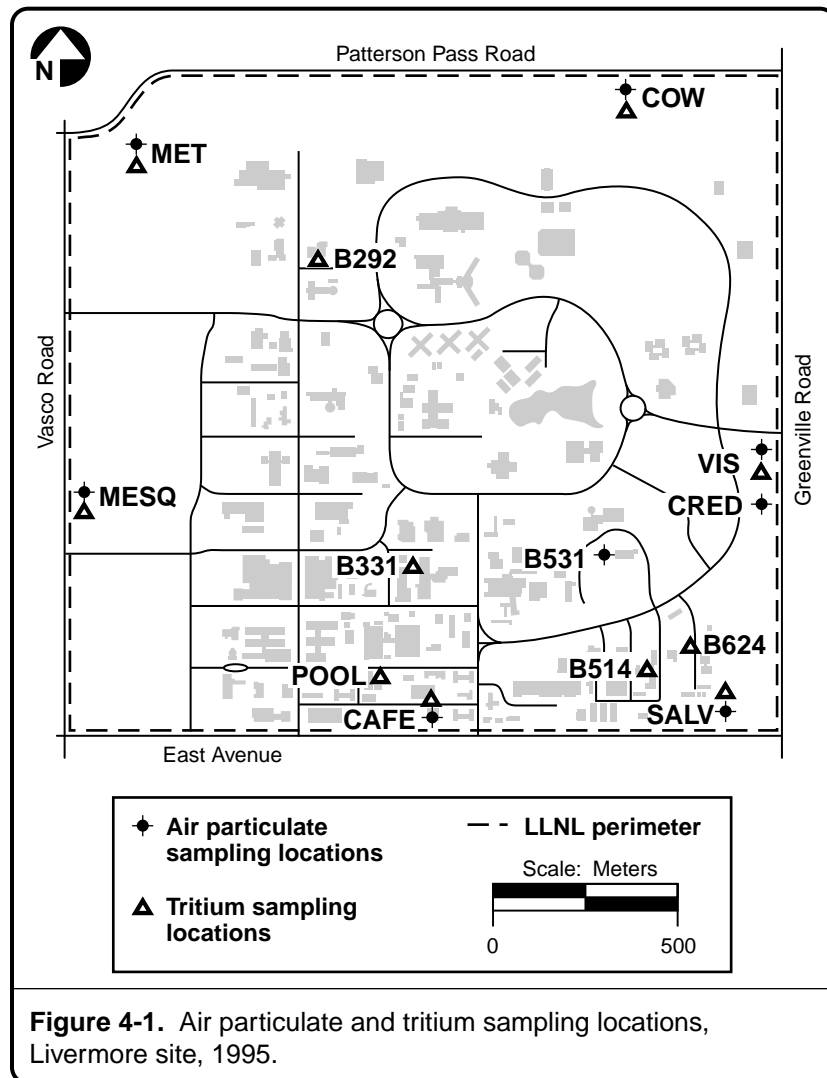 Patterson Pass Road
N
COW
MET
B292
Vasco Road
Greenville Road
VIS
MESQ
CRED
B331
B531
B624
POOL
B514
CAFE
SALV
East Avenue
Air particulate
sampling locations
Tritium sampling
locations
LLNL perimeter
Scale: Meters
0 500
Figure 4-1. Air particulate and tritium sampling locations,
Livermore site, 1995.